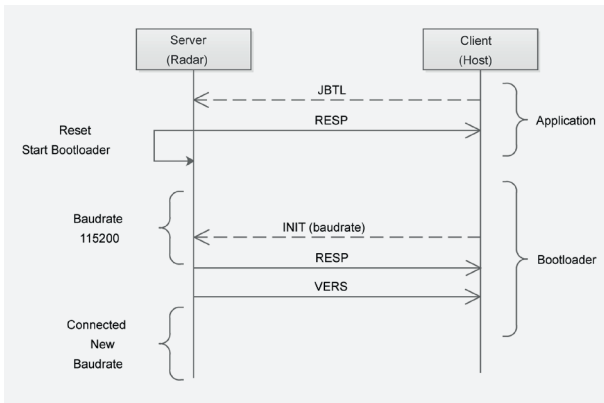 Server
(Radar)
Client
(Host)
JBTL
RESP
Application
Reset
Start Bootloader
Baudrate
115200
INIT (baudrate)
RESP
Bootloader
VERS
Connected
New
Baudrate